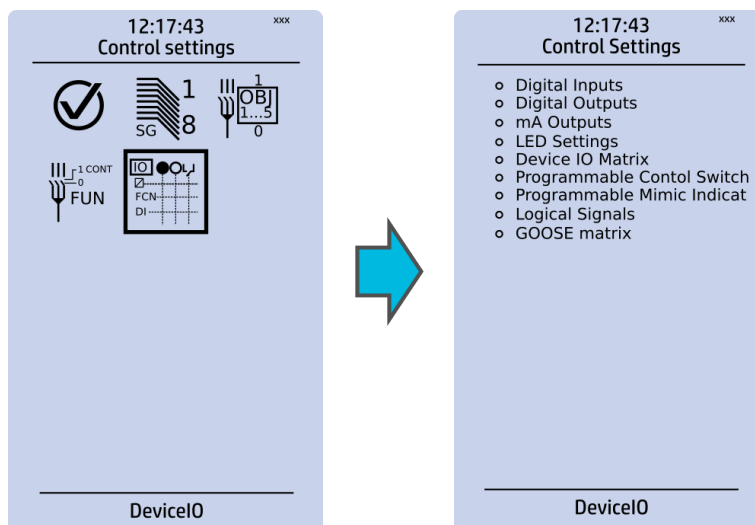 12:17:43
xxx
Control settings
1
SG 8
1
OBJ
1...5
0
1 CONT
0
FUN
IO
FCN
DI
DeviceIO
12:17:43
xxx
Control Settings
Digital Inputs
Digital Outputs
mA Outputs
LED Settings
Device IO Matrix
Programmable Contol Switch
Programmable Mimic Indicat
Logical Signals
GOOSE matrix
DeviceIO